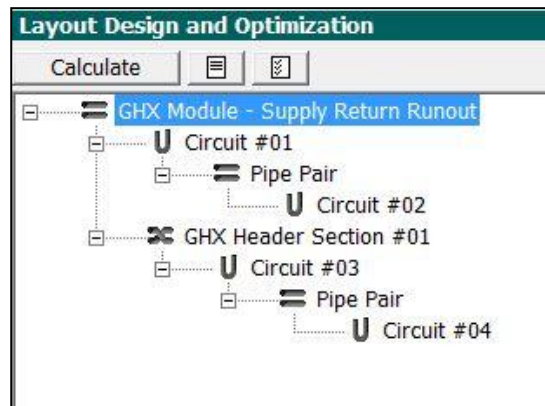 Layout Design and Optimization
Calculate
GHX Module - Supply Return Runout
Circuit #01
Pipe Pair
Circuit #02
GHX Header Section #01
Circuit #03
Pipe Pair
Circuit #04